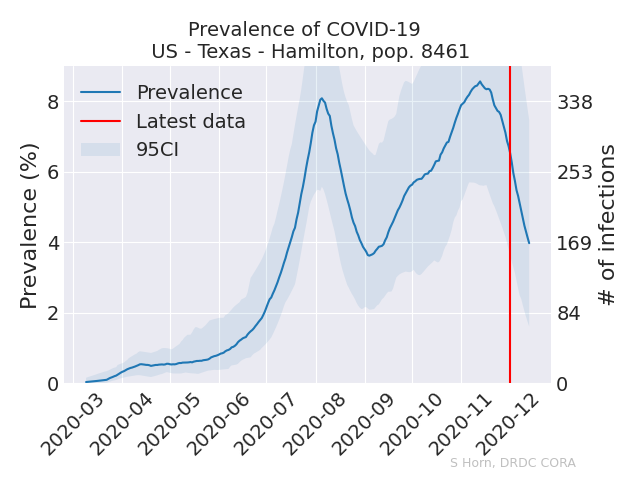 Prevalence of COVID-19
US - Texas - Hamilton, pop. 8461
Prevalence
Latest data
95CI
Prevalence (%)
8
6
4
2
0
338
253
169
84
0
# of infections
2020-03
2020-04
2020-05
2020-06
2020-07
2020-08
2020-09
2020-10
2020-11
2020-12
S Horn, DRDC CORA